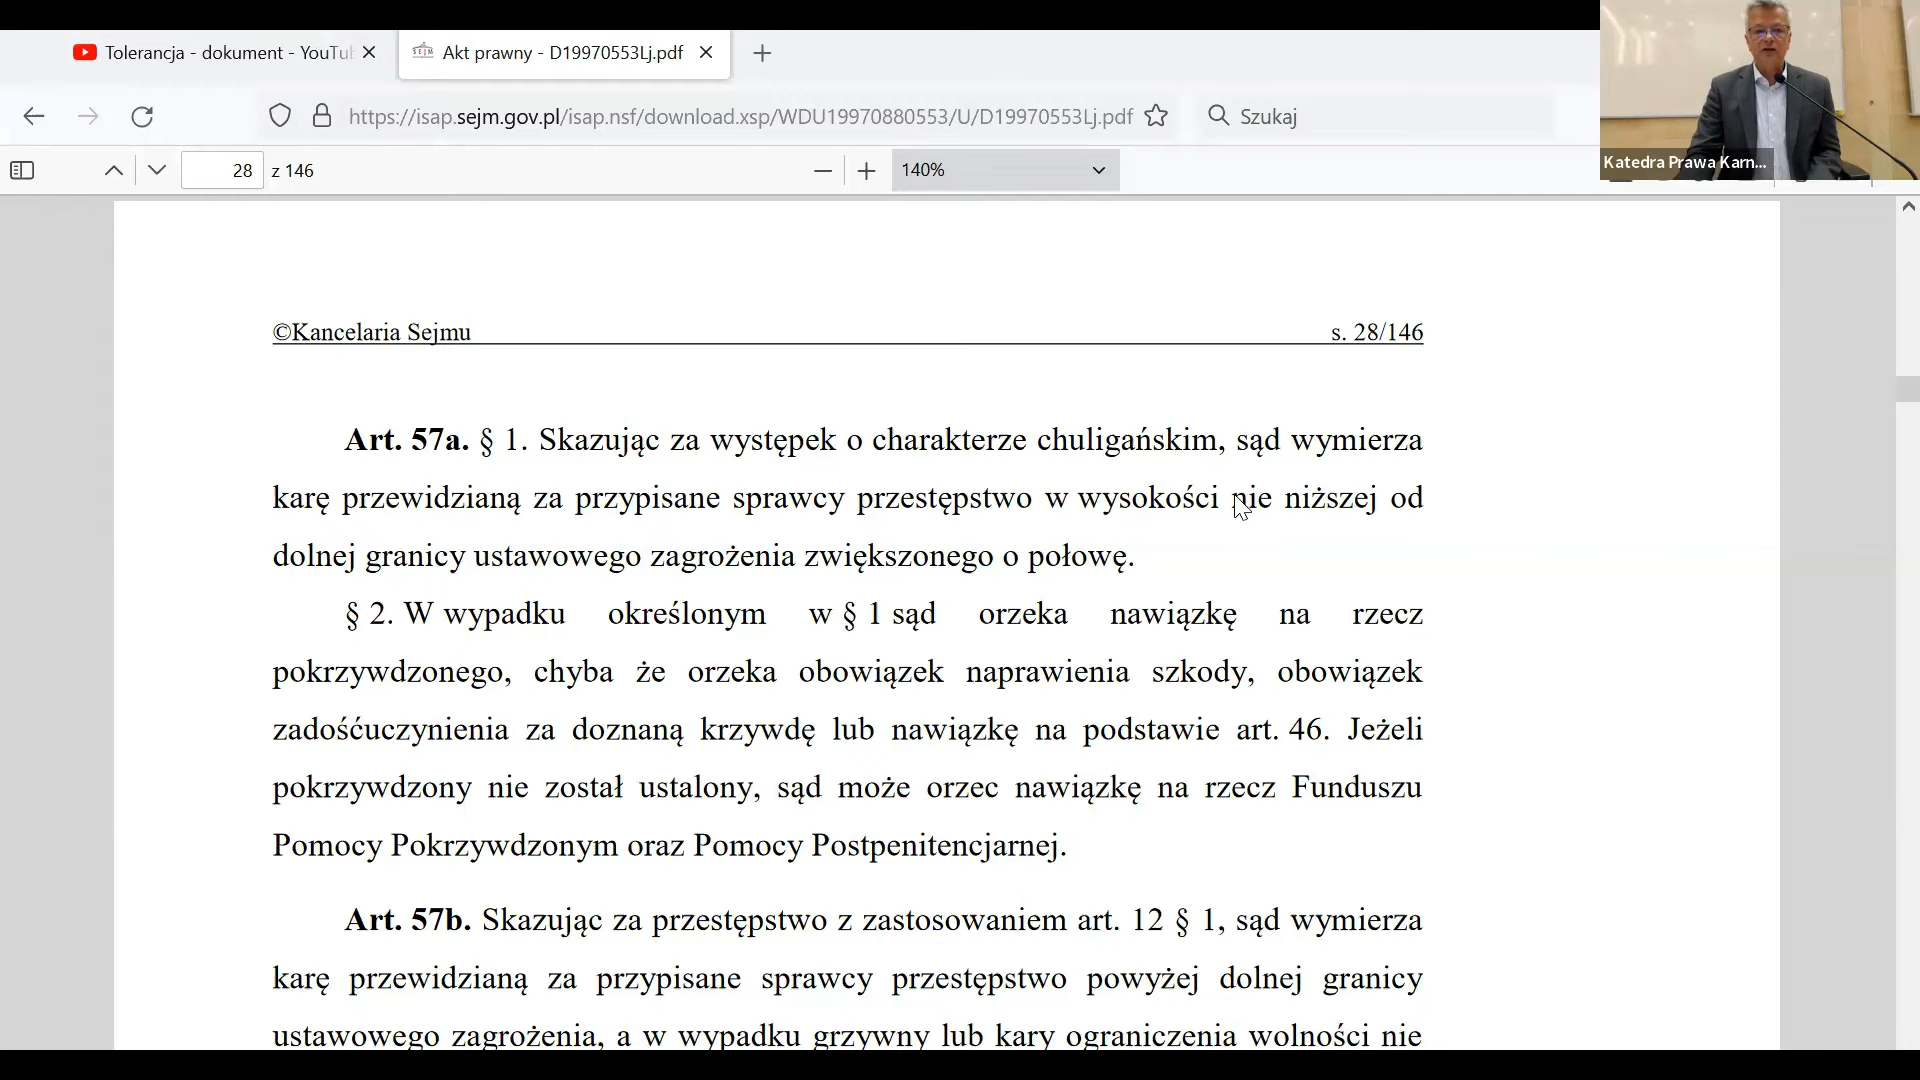 Tolerancja - dokument - YouTu
Akt prawny - D19970553Lj.pdf
https://isap.sejm.gov.pl/isap.nsf/download.xsp/WDU19970880553/U/D19970553Lj.pdf
Szukaj
Katedra Prawa Karn...
28 z 146
140%
©Kancelaria Sejmu s. 28/146
Art. 57a. § 1. Skazując za występek o charakterze chuligańskim, sąd wymierza
karę przewidzianą za przypisane sprawcy przestępstwo w wysokości nie niższej od
dolnej granicy ustawowego zagrożenia zwiększonego o połowę.
§ 2. W wypadku określonym w § 1 sąd orzeka nawiązkę na rzecz
pokrzywdzonego, chyba że orzeka obowiązek naprawienia szkody, obowiązek
zadośćuczynienia za doznaną krzywdę lub nawiązkę na podstawie art. 46. Jeżeli
pokrzywdzony nie został ustalony, sąd może orzec nawiązkę na rzecz Funduszu
Pomocy Pokrzywdzonym oraz Pomocy Postpenitencjarnej.
Art. 57b. Skazując za przestępstwo z zastosowaniem art. 12 § 1, sąd wymierza
karę przewidzianą za przypisane sprawcy przestępstwo powyżej dolnej granicy
ustawowego zagrożenia, a w wypadku grzywny lub kary ograniczenia wolności nie